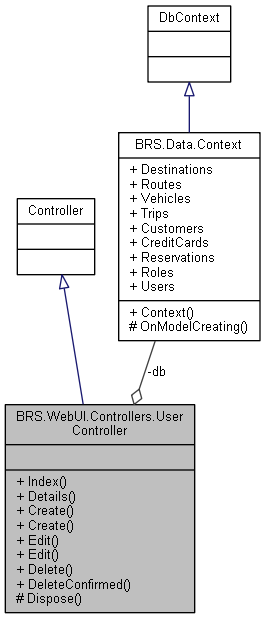 DbContext
BRS.Data.Context
+ Destinations
+ Routes
+ Vehicles
+ Trips
+ Customers
+ CreditCards
+ Reservations
+ Roles
+ Users
+ Context()
# OnModelCreating()
Controller
-db
BRS.WebUI.Controllers.User
Controller
+ Index()
+ Details()
+ Create()
+ Create()
+ Edit()
+ Edit()
+ Delete()
+ DeleteConfirmed()
# Dispose()